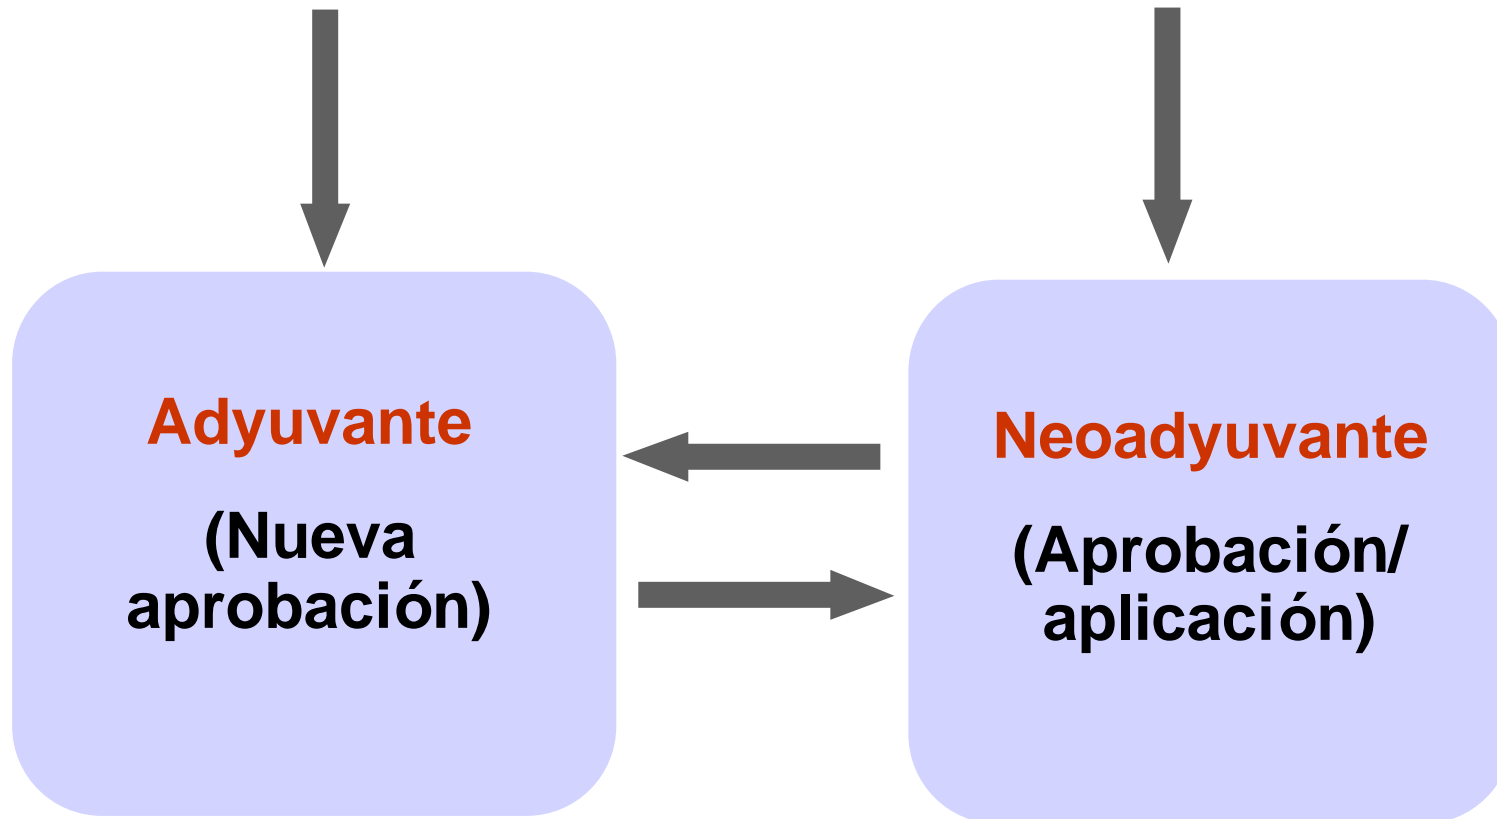 Adyuvante
(Nueva
aprobación)
Neoadyuvante
(Aprobación/
aplicación)